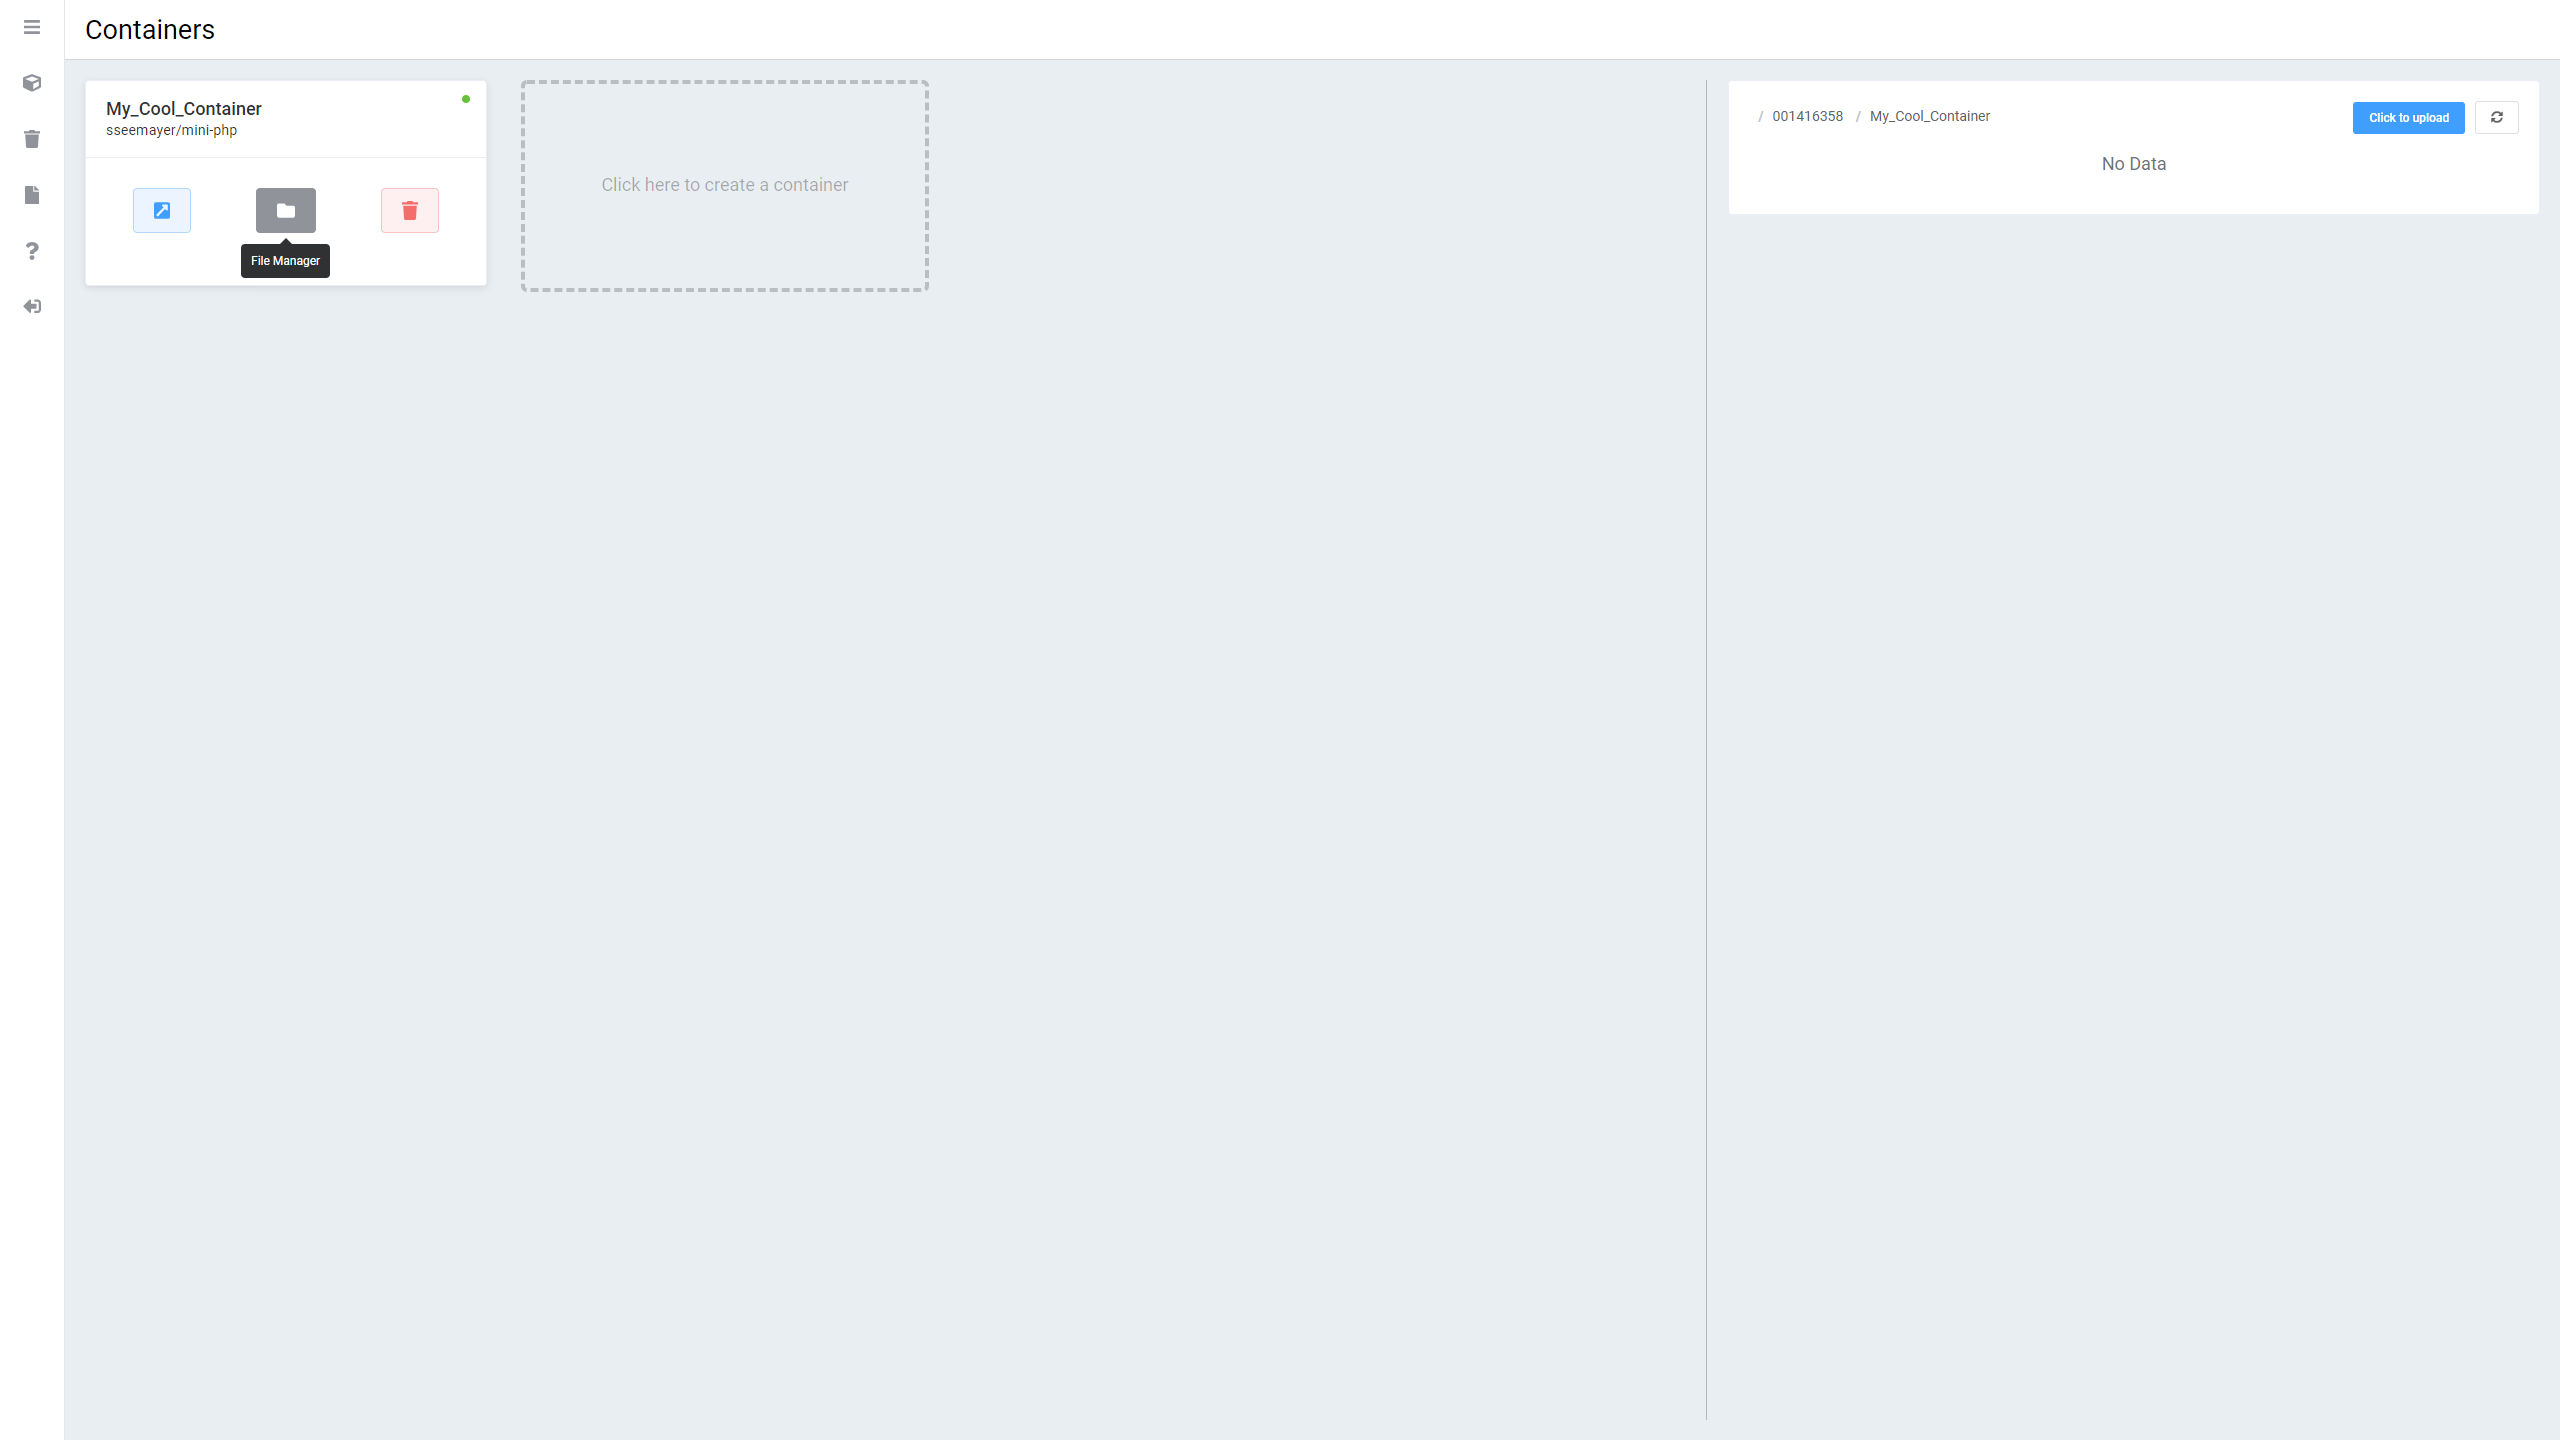 Containers
My_Cool_Container
sseemayer/mini-php
File Manager
Click here to create a container
/ 001416358 / My_Cool_Container
Click to upload
No Data